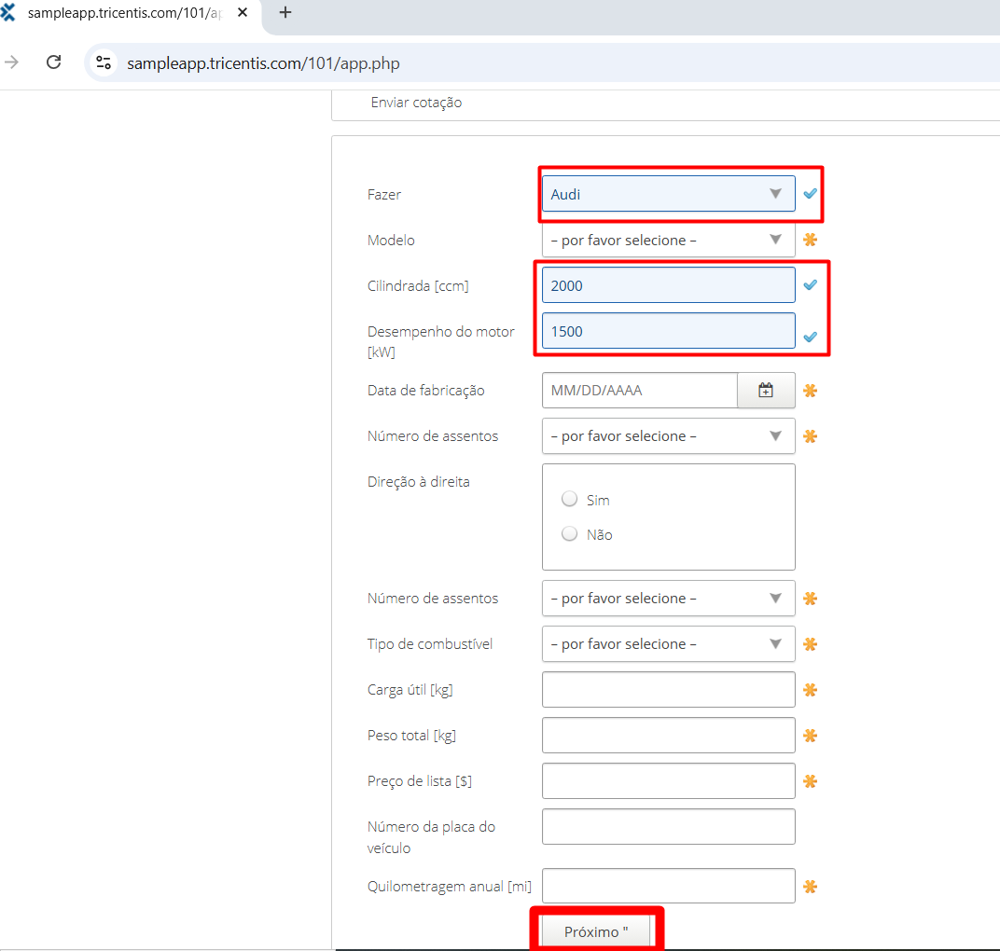 sampleapp.tricentis.com/101/ap
sampleapp.tricentis.com/101/app.php
Enviar cotação
Fazer
Audi
Modelo
– por favor selecione –
Cilindrada [ccm]
2000
Desempenho do motor
[kW]
1500
Data de fabricação
MM/DD/AAAA
Número de assentos
– por favor selecione –
Direção à direita
Sim
Não
Número de assentos
– por favor selecione –
Tipo de combustível
– por favor selecione –
Carga útil [kg]
Peso total [kg]
Preço de lista [$]
Número da placa do
veículo
Quilometragem anual [mi]
Próximo "